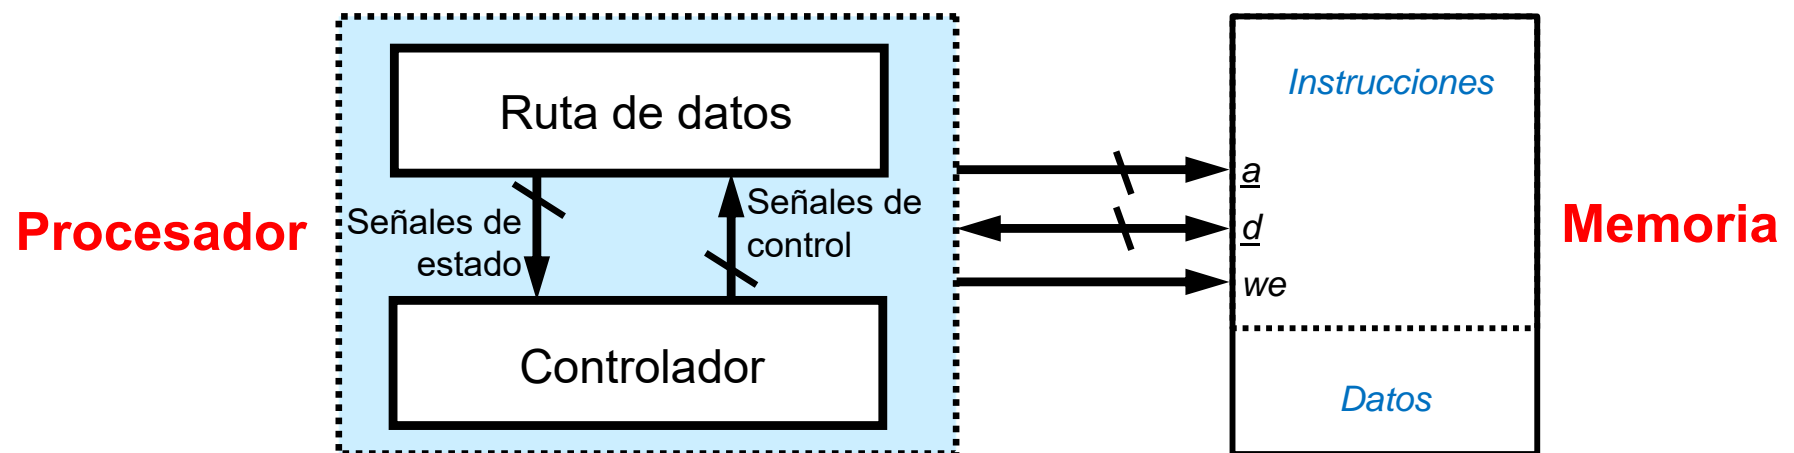 Procesador
Ruta de datos
Señales de
estado
Señales de
control
Controlador
Instrucciones
a
d
we
Datos
Memoria